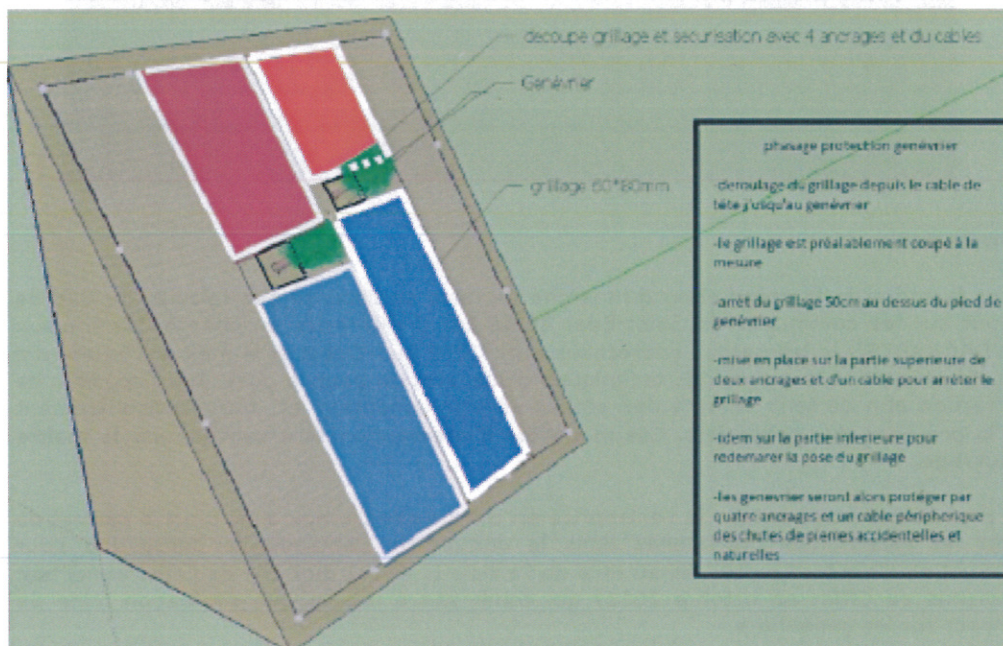 decoupe grillage et securisation avec 4 ancrages et du cables
Genévrier
grillage 60*80mm
phasage protection genévrier
-deroulage du grillage depuis le cable de
tête j'usqu'au genévrier
-le grillage est préalablement coupé à la
mesure
-arrêt du grillage 50cm au dessus du pied de
genévrier
-mise en place sur la partie superieure de
deux ancrages et d'un cable pour arrêter le
grillage
-idem sur la partie inferieure pour
redemarer la pose du grillage
-les genevrier seront alors protéger par
quatre ancrages et un cable péripherique
des chutes de pierres accidentelles et
naturelles